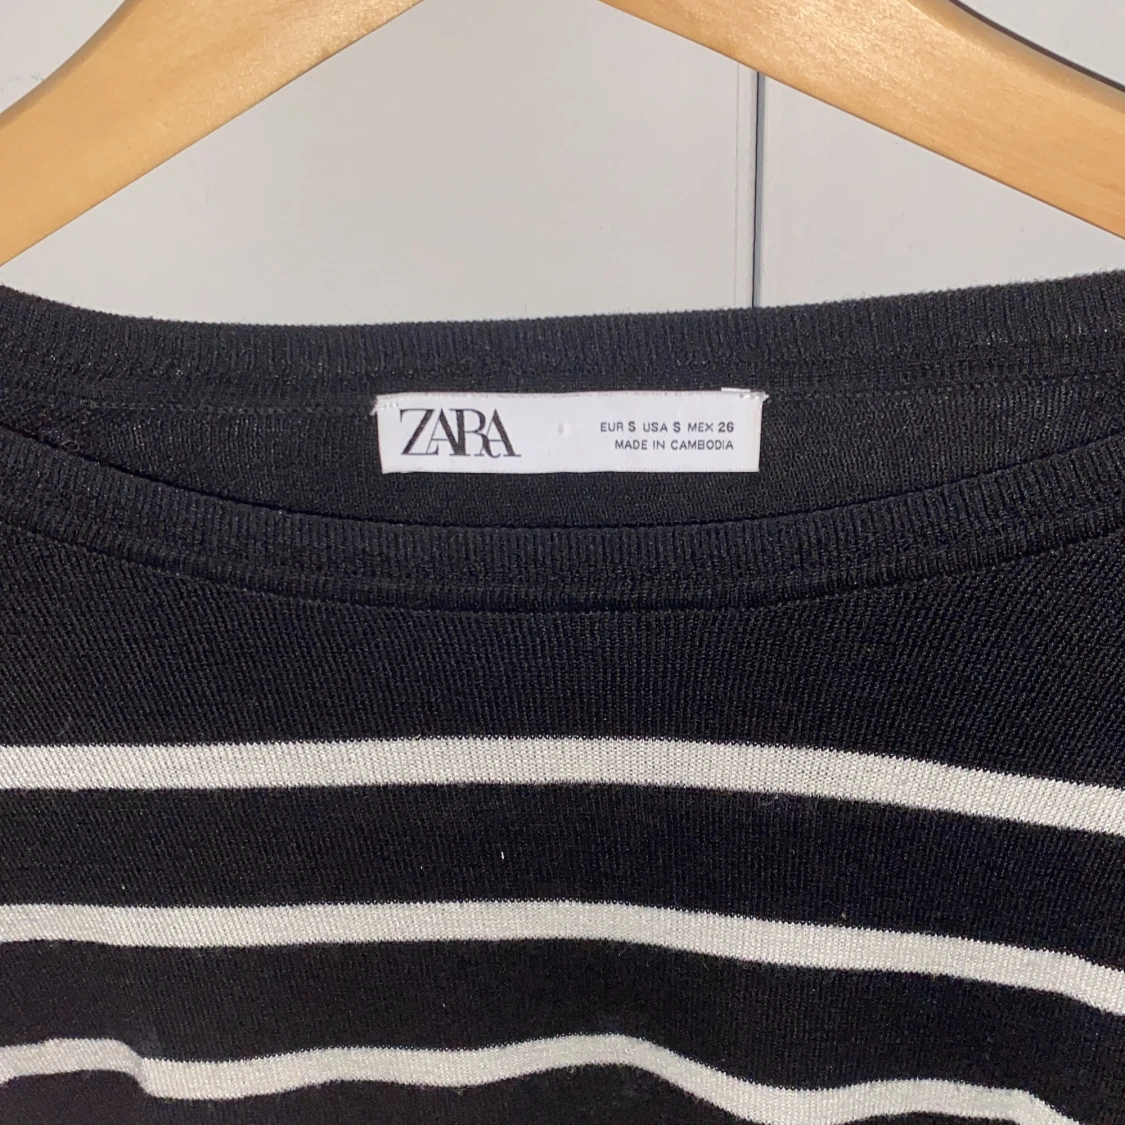 ZARA
EUR S USA S MEX 26
MADE IN CAMBODIA